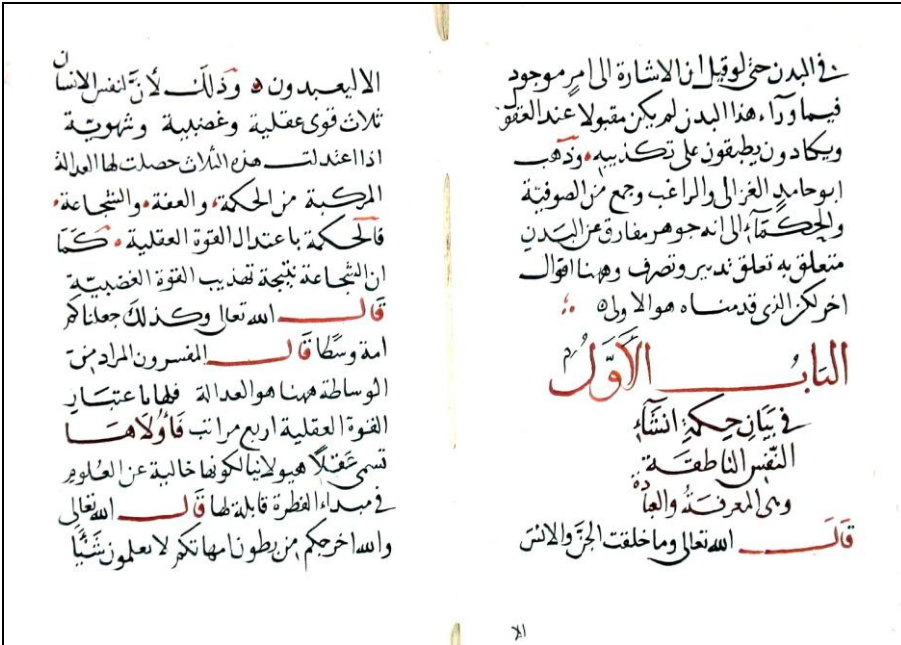 في البدن حتى لو قيل ان الاشارة الى امر موجود
فيما وراء هذا البدن لم يكن مقبولا عند العقو
ويكادون يطبقون على تكذيبه وذهب
ابو حامد الغزالي والراغب وجمع من الصوفية
والحكماء الى انه جوهر مفارق عن البدن
متعلق به تعلق تدبير وتصرف وههنا اقوال
اخر لكن الذي قدمناه هو الاولى
الباب الأول
في بيان حكمة انشاء
النفس الناطقة
وهى المعرفة والعبادة
قال الله تعالى وما خلقت الجن والانس
الا
الا ليعبدون وذلك لأن لنفس الانسان
ثلاث قوى عقلية وغضبية وشهوية
اذا اعتدلت هذه الثلاث حصلت لها العدالة
المركبة من الحكمة والعفة والشجاعة
فالحكمة باعتدال القوة العقلية كما
ان الشجاعة نتيجة تهذيب القوة الغضبية
قال الله تعالى وكذلك جعلناكم
امة وسطا قال المفسرون المراد من
الوساطة ههنا هو العدالة فلها باعتبار
القوة العقلية اربع مراتب فأولاها
تسمى عقلا هيولانيا لكونها خالية عن العلوم
في مبداء الفطرة قابلة لها قال الله تعالى
والله اخرجكم من بطون امهاتكم لا تعلمون شيئا